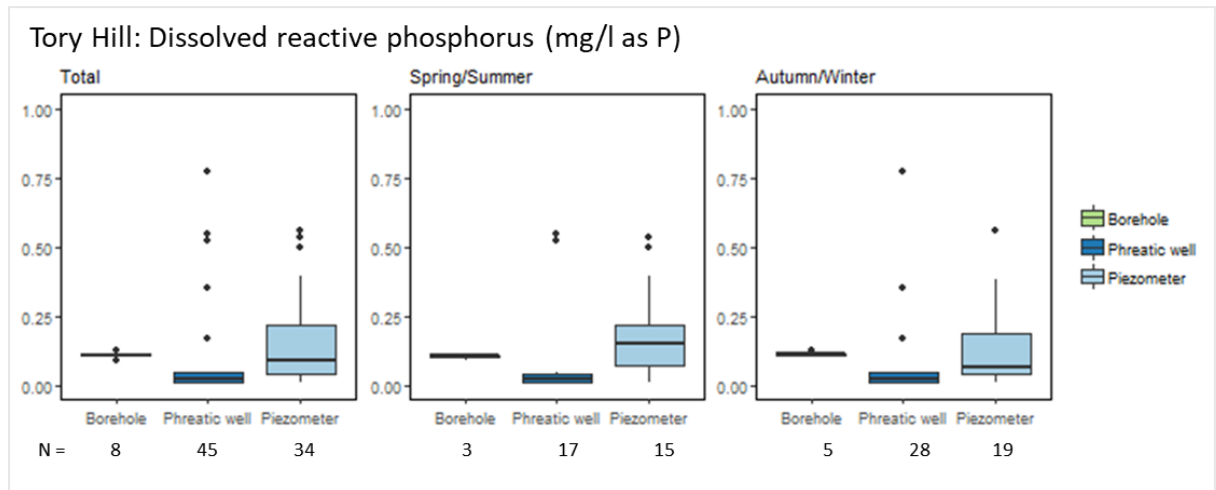 Tory Hill: Dissolved reactive phosphorus (mg/l as P)
Total
1.00
0.75
0.50
0.25
0.00
Borehole Phreatic well Piezometer
Spring/Summer
1.00
0.75
0.50
0.25
0.00
Borehole Phreatic well Piezometer
Autumn/Winter
1.00
0.75
0.50
0.25
0.00
Borehole Phreatic well Piezometer
Borehole
Phreatic well
Piezometer
N = 8 45 34 3 17 15 5 28 19